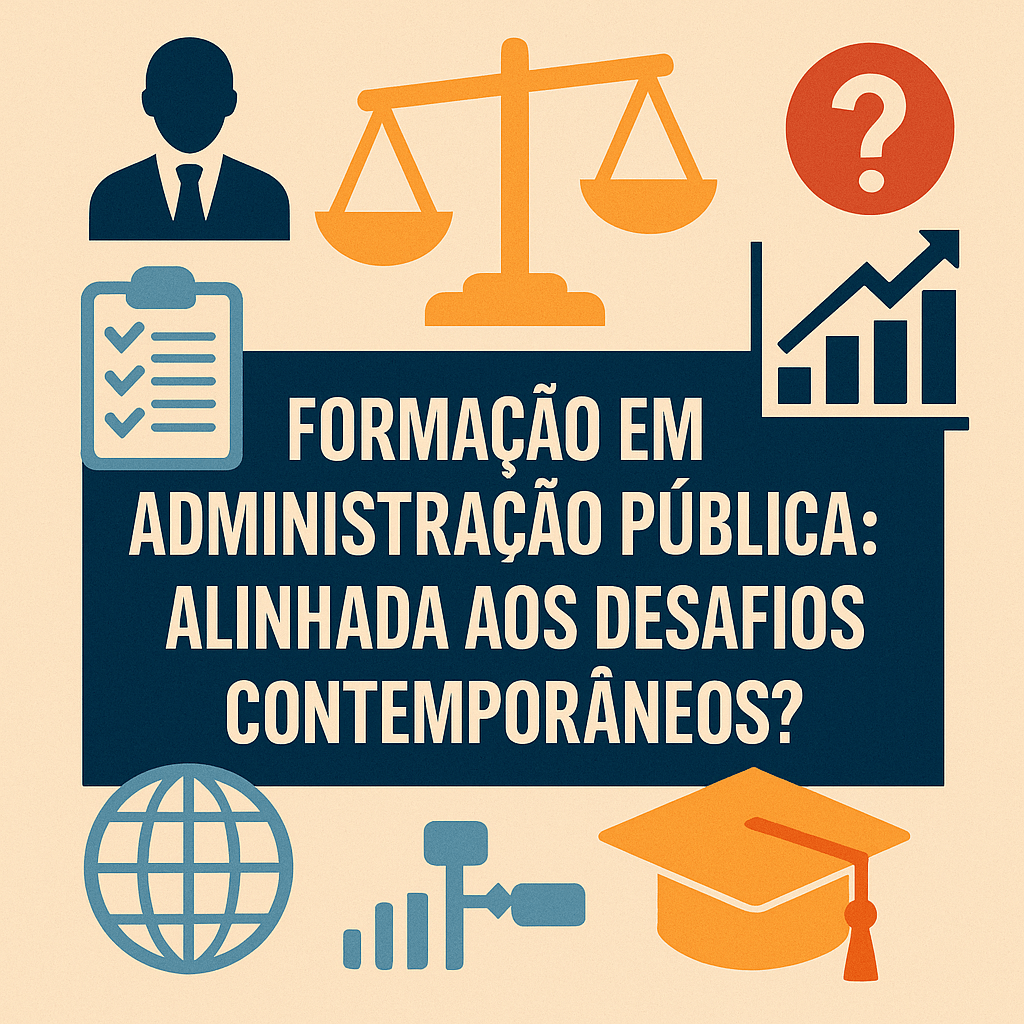 ?
FORMAÇÃO EM
ADMINISTRAÇÃO PÚBLICA:
ALINHADA AOS DESAFIOS
CONTEMPORÂNEOS?